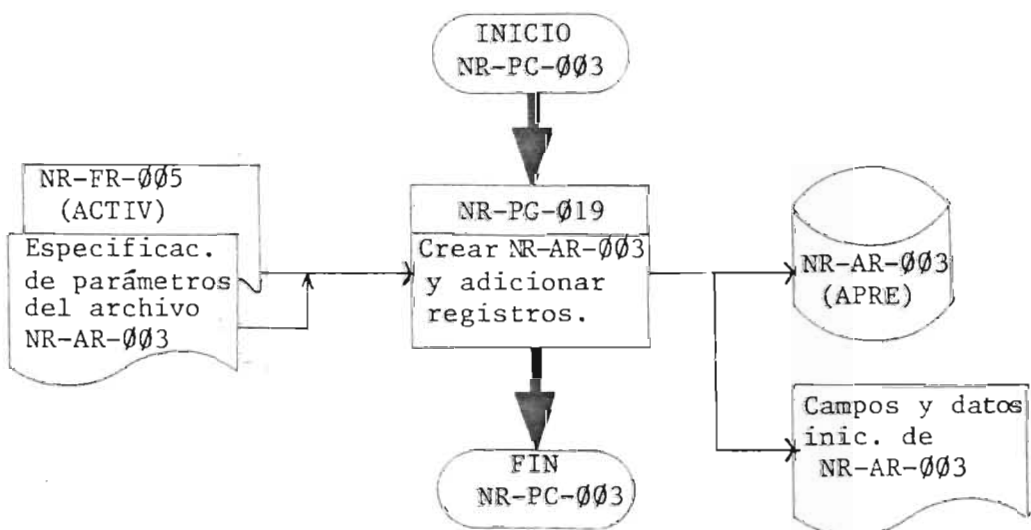 INICIO
NR-PC-ØØ3
NR-FR-ØØ5
(ACTIV)
Especificac.
de parámetros
del archivo
NR-AR-ØØ3
NR-PG-Ø19
Crear NR-AR-ØØ3
y adicionar
registros.
NR-AR-ØØ3
(APRE)
Campos y datos
inic. de
NR-AR-ØØ3
FIN
NR-PC-ØØ3